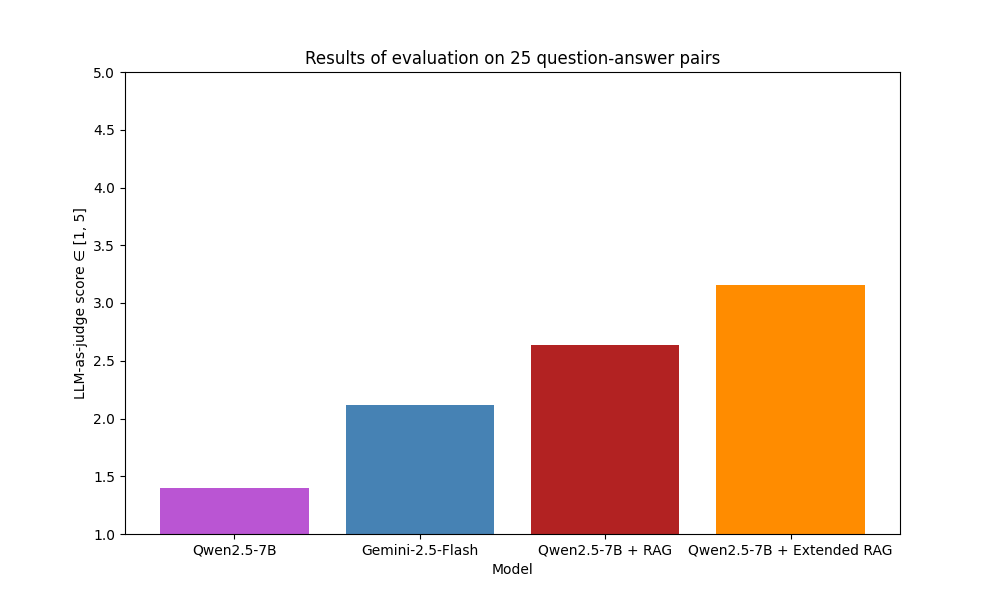 Results of evaluation on 25 question-answer pairs
5.0
4.5
4.0
3.5
3.0
2.5
2.0
1.5
1.0
LLM-as-judge score ∈ [1, 5]
Qwen2.5-7B
Gemini-2.5-Flash
Qwen2.5-7B + RAG
Qwen2.5-7B + Extended RAG
Model